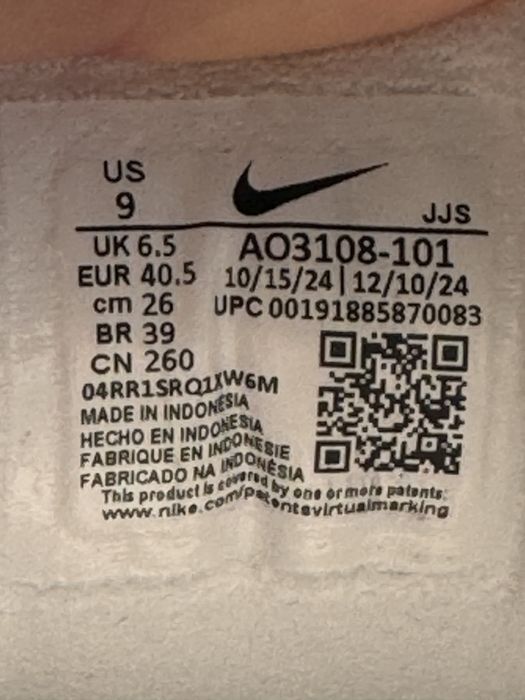 US
9
JJS
UK 6.5
EUR 40.5
cm 26
BR 39
CN 260
AO3108-101
10/15/24 | 12/10/24
UPC 00191885870083
04RR1SRQ1XW6M
MADE IN INDONESIA
HECHO EN INDONESIA
FABRIQUE EN INDONESIE
FABRICADO NA INDONÉSIA
This product is covered by one or more patents:
www.nike.com/patentsvirtualmarking